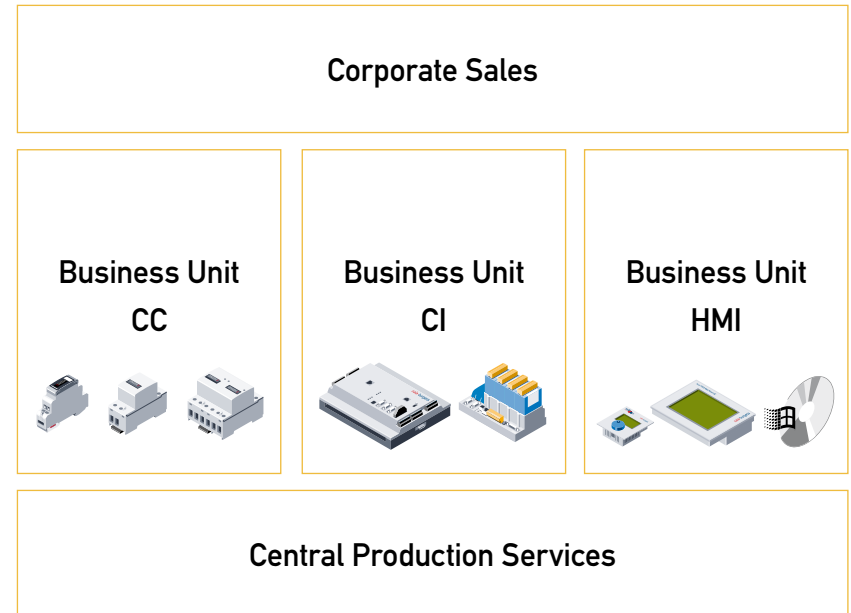 Corporate Sales
Business Unit
CC
Business Unit
CI
Business Unit
HMI
Central Production Services